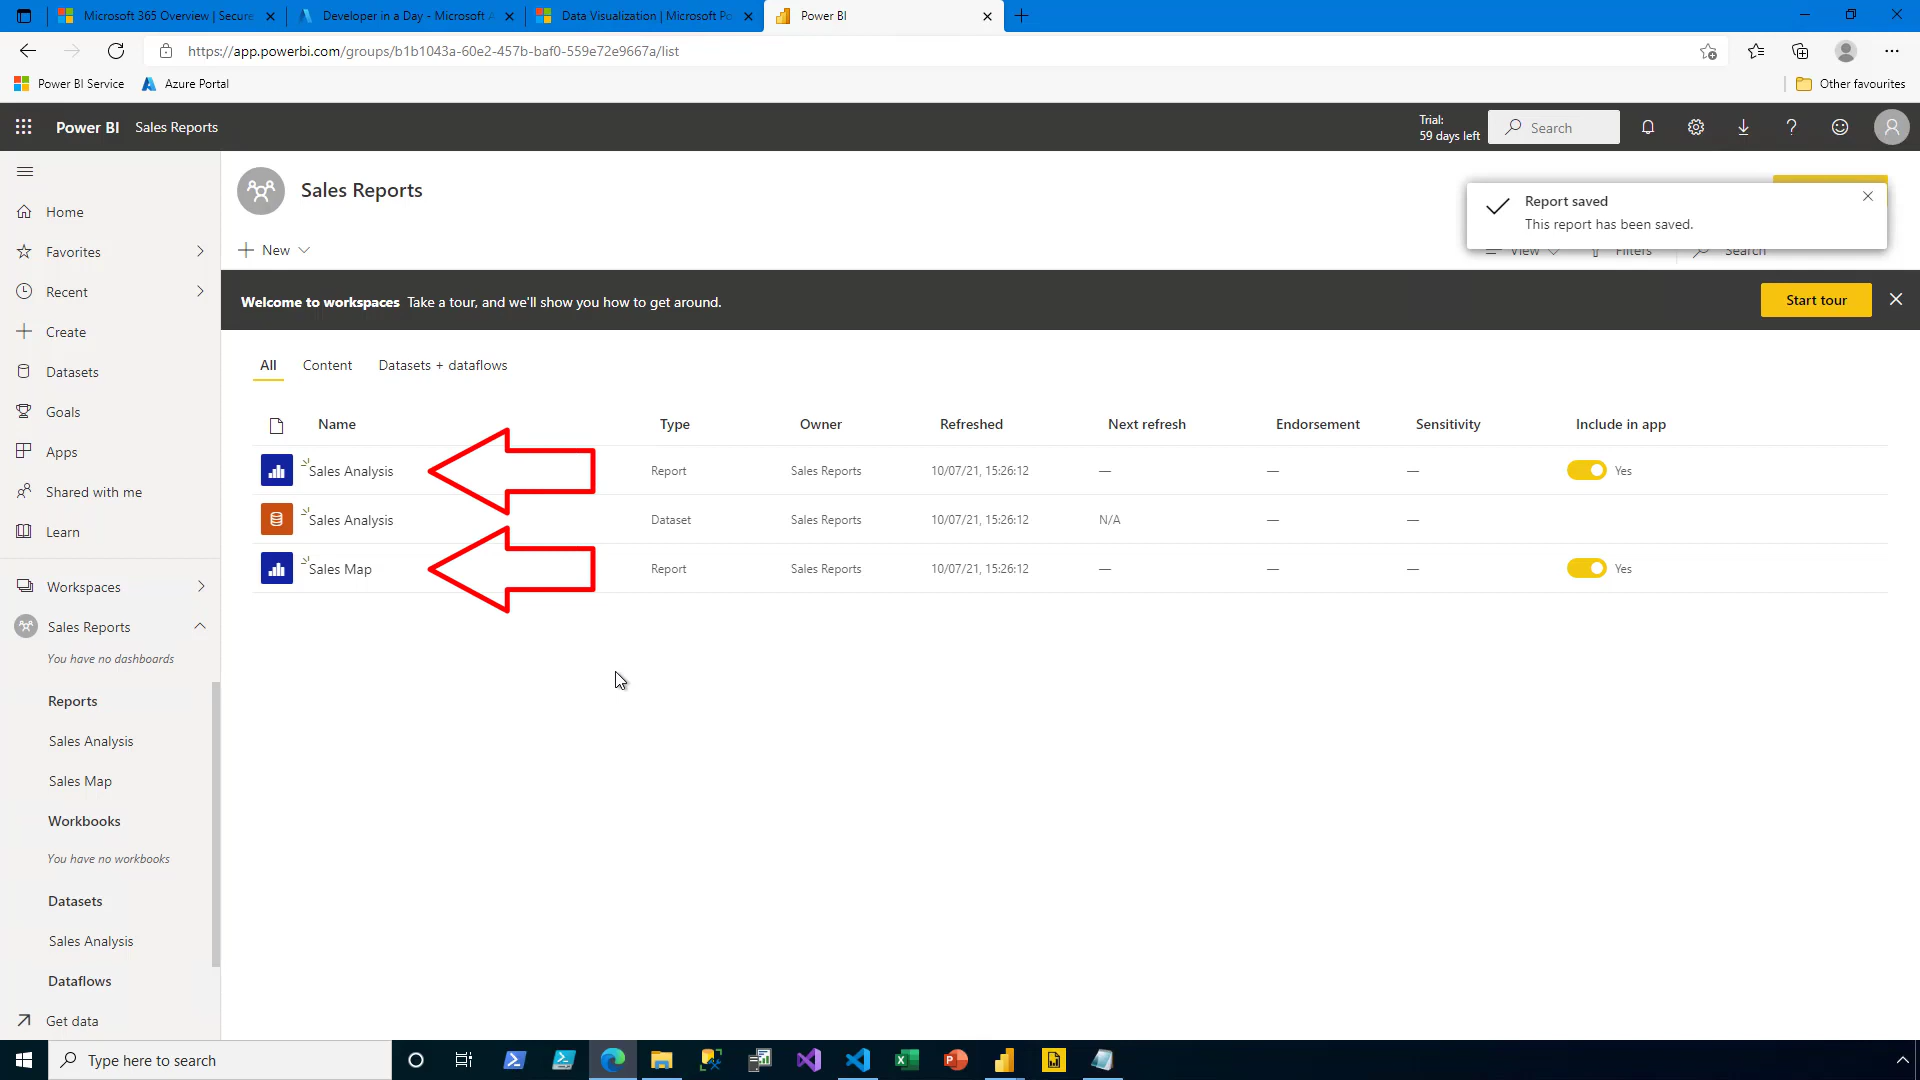 Microsoft 365 Overview | Secure
Developer in a Day - Microsoft A
Data Visualization | Microsoft Po
Power BI
https://app.powerbi.com/groups/b1b1043a-60e2-457b-baf0-559e72e9667a/list
Power BI Service
Azure Portal
Other favourites
Power BI
Sales Reports
Trial:
59 days left
Search
Sales Reports
Report saved
This report has been saved.
New
View
Filters
Search
Welcome to workspaces Take a tour, and we'll show you how to get around.
Start tour
Home
Favorites
Recent
Create
Datasets
Goals
Apps
Shared with me
Learn
Workspaces
Sales Reports
You have no dashboards
Reports
Sales Analysis
Sales Map
Workbooks
You have no workbooks
Datasets
Sales Analysis
Dataflows
Get data
All
Content
Datasets + dataflows
Name Type Owner Refreshed Next refresh Endorsement Sensitivity Include in app
Sales Analysis Report Sales Reports 10/07/21, 15:26:12 — — — Yes
Sales Analysis Dataset Sales Reports 10/07/21, 15:26:12 N/A — —
Sales Map Report Sales Reports 10/07/21, 15:26:12 — — — Yes
Type here to search